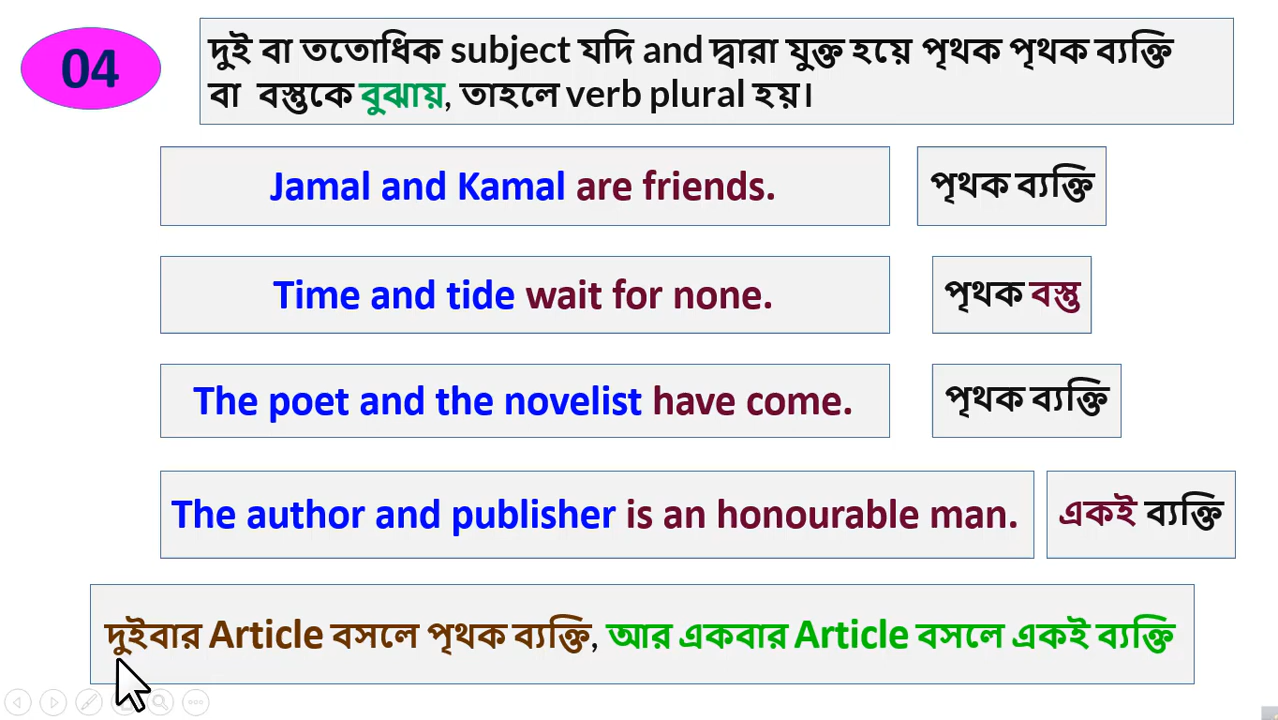 04
দুই বা ততোধিক subject যদি and দ্বারা যুক্ত হয়ে পৃথক পৃথক ব্যক্তি
বা বস্তুকে বুঝায়, তাহলে verb plural হয়।
Jamal and Kamal are friends.
পৃথক ব্যক্তি
Time and tide wait for none.
পৃথক বস্তু
The poet and the novelist have come.
পৃথক ব্যক্তি
The author and publisher is an honourable man.
একই ব্যক্তি
দুইবার Article বসলে পৃথক ব্যক্তি, আর একবার Article বসলে একই ব্যক্তি